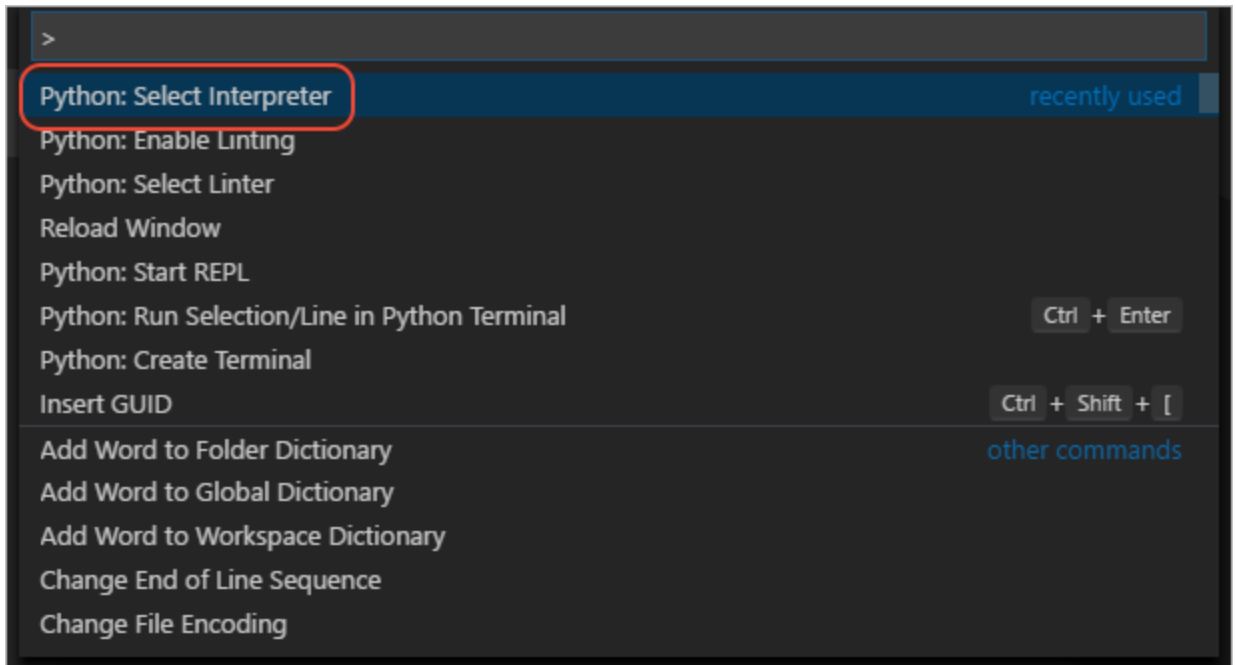 >
Python: Select Interpreter recently used
Python: Enable Linting
Python: Select Linter
Reload Window
Python: Start REPL
Python: Run Selection/Line in Python Terminal Ctrl + Enter
Python: Create Terminal
Insert GUID Ctrl + Shift + [
Add Word to Folder Dictionary other commands
Add Word to Global Dictionary
Add Word to Workspace Dictionary
Change End of Line Sequence
Change File Encoding